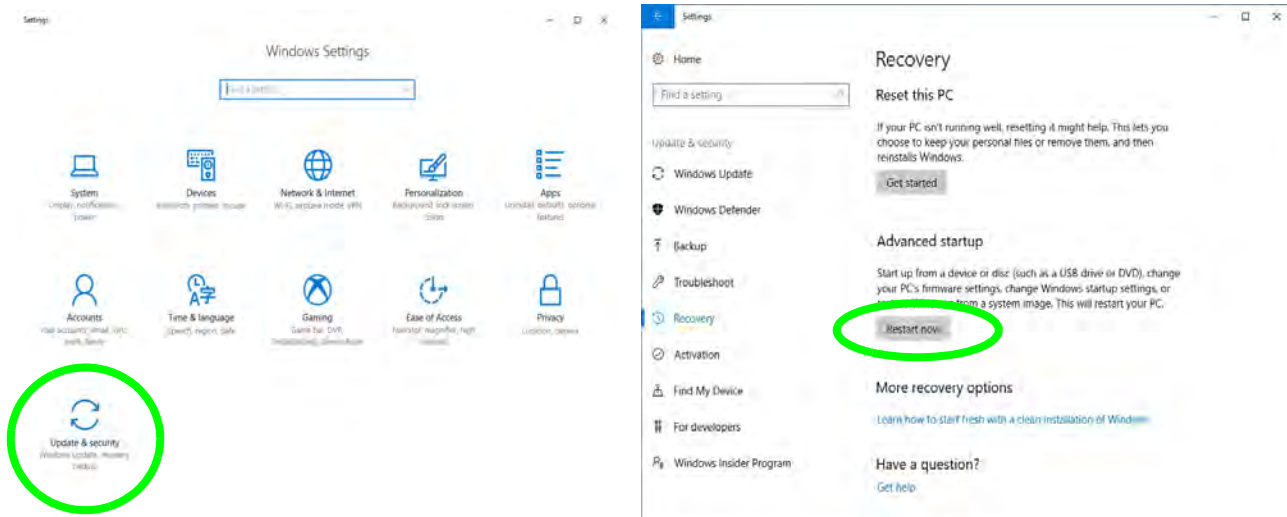 Settings
Windows Settings
Find a setting
System
Display, notifications,
power
Devices
Bluetooth, printers, mouse
Network & Internet
Wi-Fi, airplane mode, VPN
Personalization
Background, lock screen,
colors
Apps
Uninstall, defaults, optional
features
Accounts
Your accounts, email, sync,
work, family
Time & language
Speech, region, date
Gaming
Game bar, DVR,
broadcasting, Game Mode
Ease of Access
Narrator, magnifier, high
contrast
Privacy
Location, camera
Update & security
Windows Update, recovery,
backup
Settings
Home
Find a setting
Update & security
Windows Update
Windows Defender
Backup
Troubleshoot
Recovery
Activation
Find My Device
For developers
Windows Insider Program
Recovery
Reset this PC
If your PC isn't running well, resetting it might help. This lets you
choose to keep your personal files or remove them, and then
reinstalls Windows.
Get started
Advanced startup
Start up from a device or disc (such as a USB drive or DVD), change
your PC's firmware settings, change Windows startup settings, or
from a system image. This will restart your PC.
Restart now
More recovery options
Learn how to start fresh with a clean installation of Windows
Have a question?
Get help